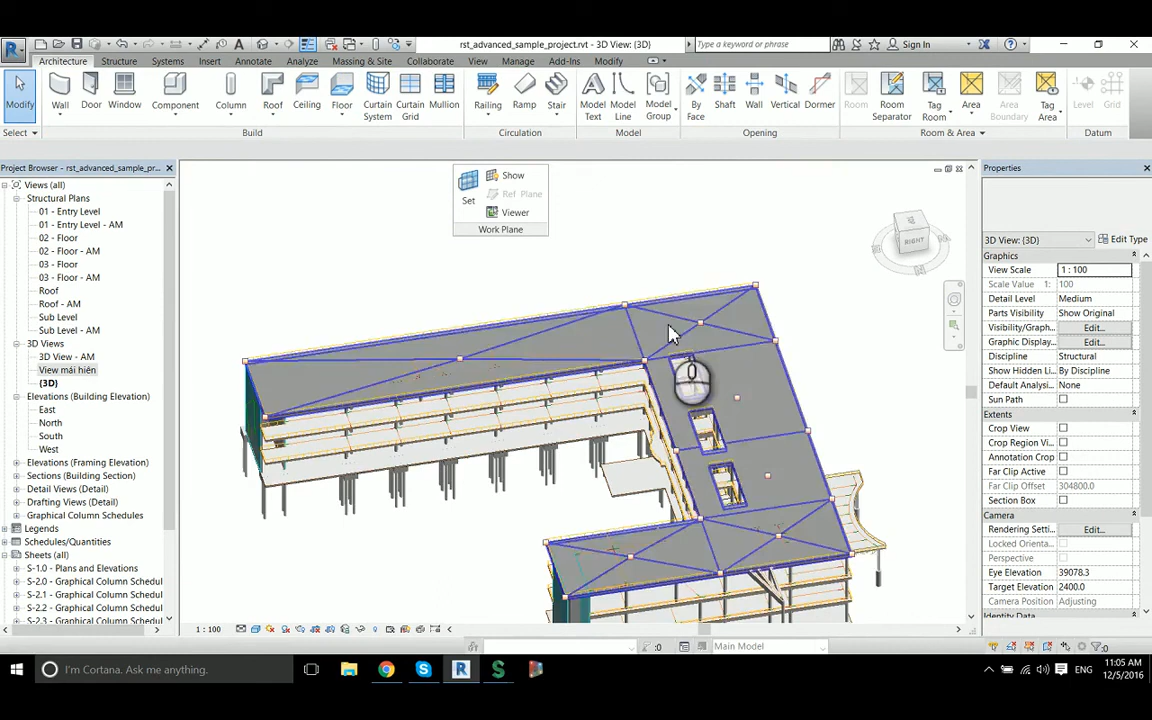 rst_advanced_sample_project.rvt - 3D View: {3D}
Type a keyword or phrase
Sign In
Architecture Structure Systems Insert Annotate Analyze Massing & Site Collaborate View Manage Add-Ins Modify
Modify Wall Door Window Component Column Roof Ceiling Floor Curtain System Curtain Grid Mullion Railing Ramp Stair Model Text Model Line Model Group By Face Shaft Wall Vertical Dormer Room Room Separator Tag Room Area Area Boundary Tag Area Level Grid
Select Build Circulation Model Opening Room & Area Datum
Project Browser - rst_advanced_sample_pr...
Views (all)
Structural Plans
01 - Entry Level
01 - Entry Level - AM
02 - Floor
02 - Floor - AM
03 - Floor
03 - Floor - AM
Roof
Roof - AM
Sub Level
Sub Level - AM
3D Views
3D View - AM
View mái hiên
{3D}
Elevations (Building Elevation)
East
North
South
West
Elevations (Framing Elevation)
Sections (Building Section)
Detail Views (Detail)
Drafting Views (Detail)
Graphical Column Schedules
Legends
Schedules/Quantities
Sheets (all)
S-1.0 - Plans and Elevations
S-2.0 - Graphical Column Schedul
S-2.1 - Graphical Column Schedul
S-2.2 - Graphical Column Schedul
S-2.3 - Graphical Column Schedul
Set
Show
Ref Plane
Viewer
Work Plane
RIGHT
Properties
3D View: {3D}
Edit Type
Graphics
View Scale 1 : 100
Scale Value 1: 100
Detail Level Medium
Parts Visibility Show Original
Visibility/Graph... Edit...
Graphic Display... Edit...
Discipline Structural
Show Hidden Li... By Discipline
Default Analysi... None
Sun Path
Extents
Crop View
Crop Region Vi...
Annotation Crop
Far Clip Active
Far Clip Offset 304800.0
Section Box
Camera
Rendering Setti... Edit...
Locked Orienta...
Perspective
Eye Elevation 39078.3
Target Elevation 2400.0
Camera Position Adjusting
Identity Data
1 : 100
:0
Main Model
:0
I'm Cortana. Ask me anything.
ENG
11:05 AM
12/5/2016